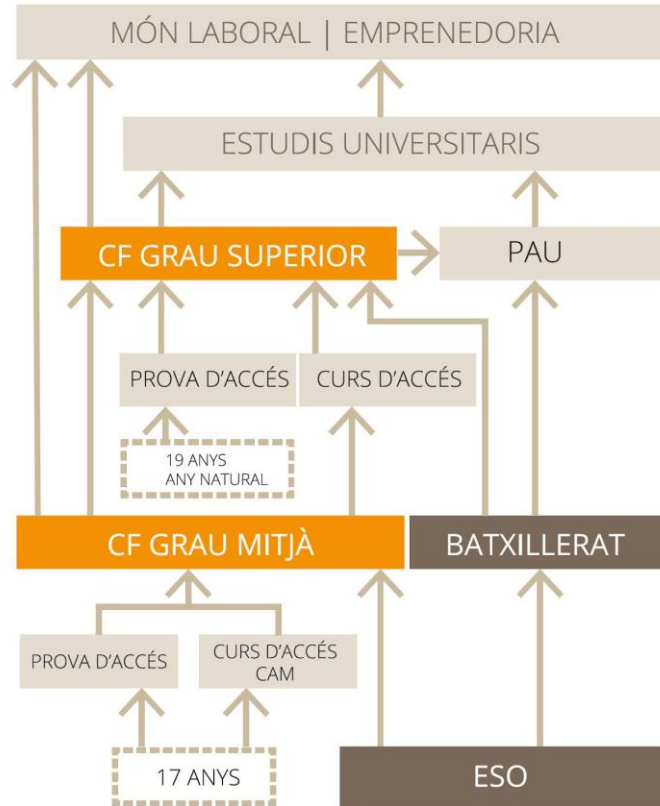 MÓN LABORAL | EMPRENEDORIA
ESTUDIS UNIVERSITARIS
CF GRAU SUPERIOR
PAU
PROVA D'ACCÉS
CURS D'ACCÉS
19 ANYS
ANY NATURAL
CF GRAU MITJÀ
BATXILLERAT
PROVA D'ACCÉS
CURS D'ACCÉS
CAM
17 ANYS
ESO